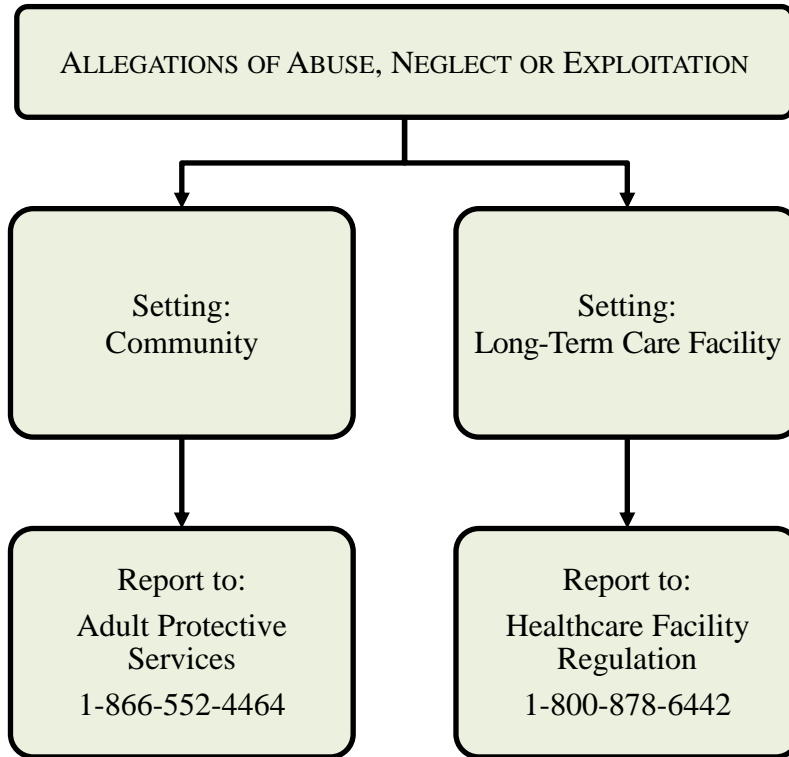 ALLEGATIONS OF ABUSE, NEGLECT OR EXPLOITATION
Setting:
Community
Setting:
Long-Term Care Facility
Report to:
Adult Protective
Services
1-866-552-4464
Report to:
Healthcare Facility
Regulation
1-800-878-6442